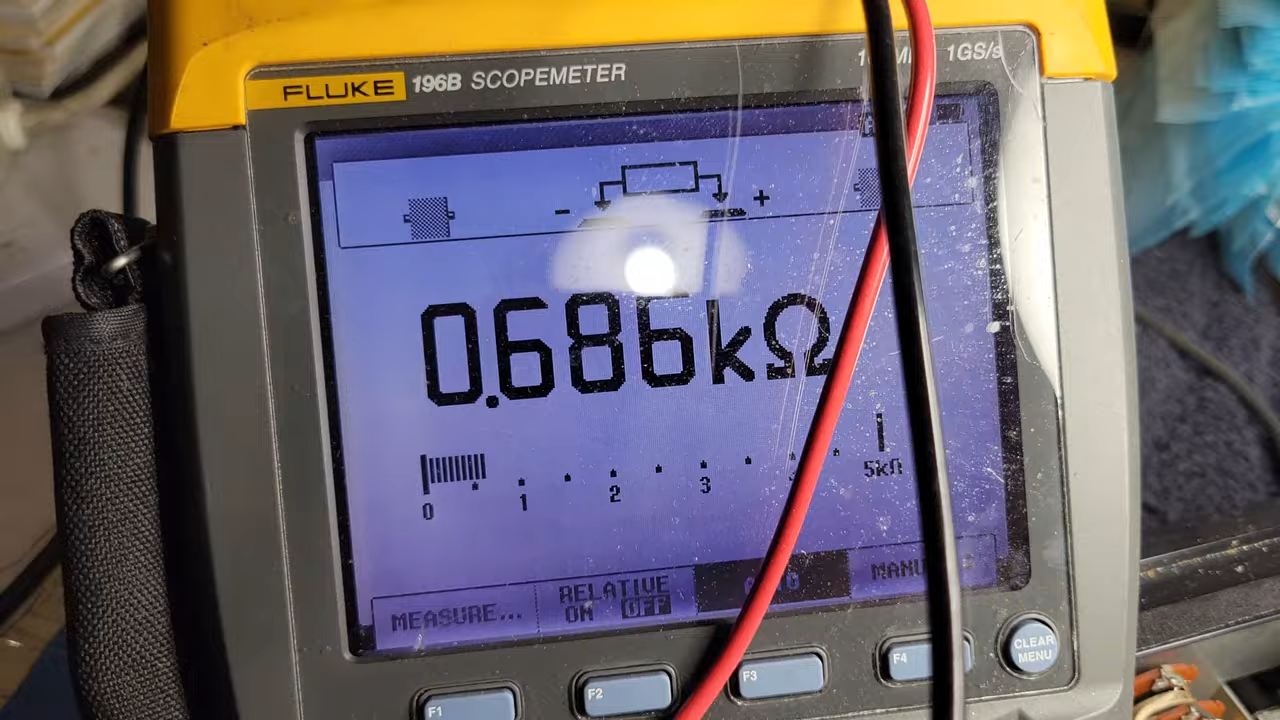 FLUKE 196B SCOPEMETER 1GS/s
- +
0.686kΩ
0 1 2 3 5kΩ
MEASURE...
RELATIVE
ON OFF
F1 F2 F3 F4
CLEAR
MENU